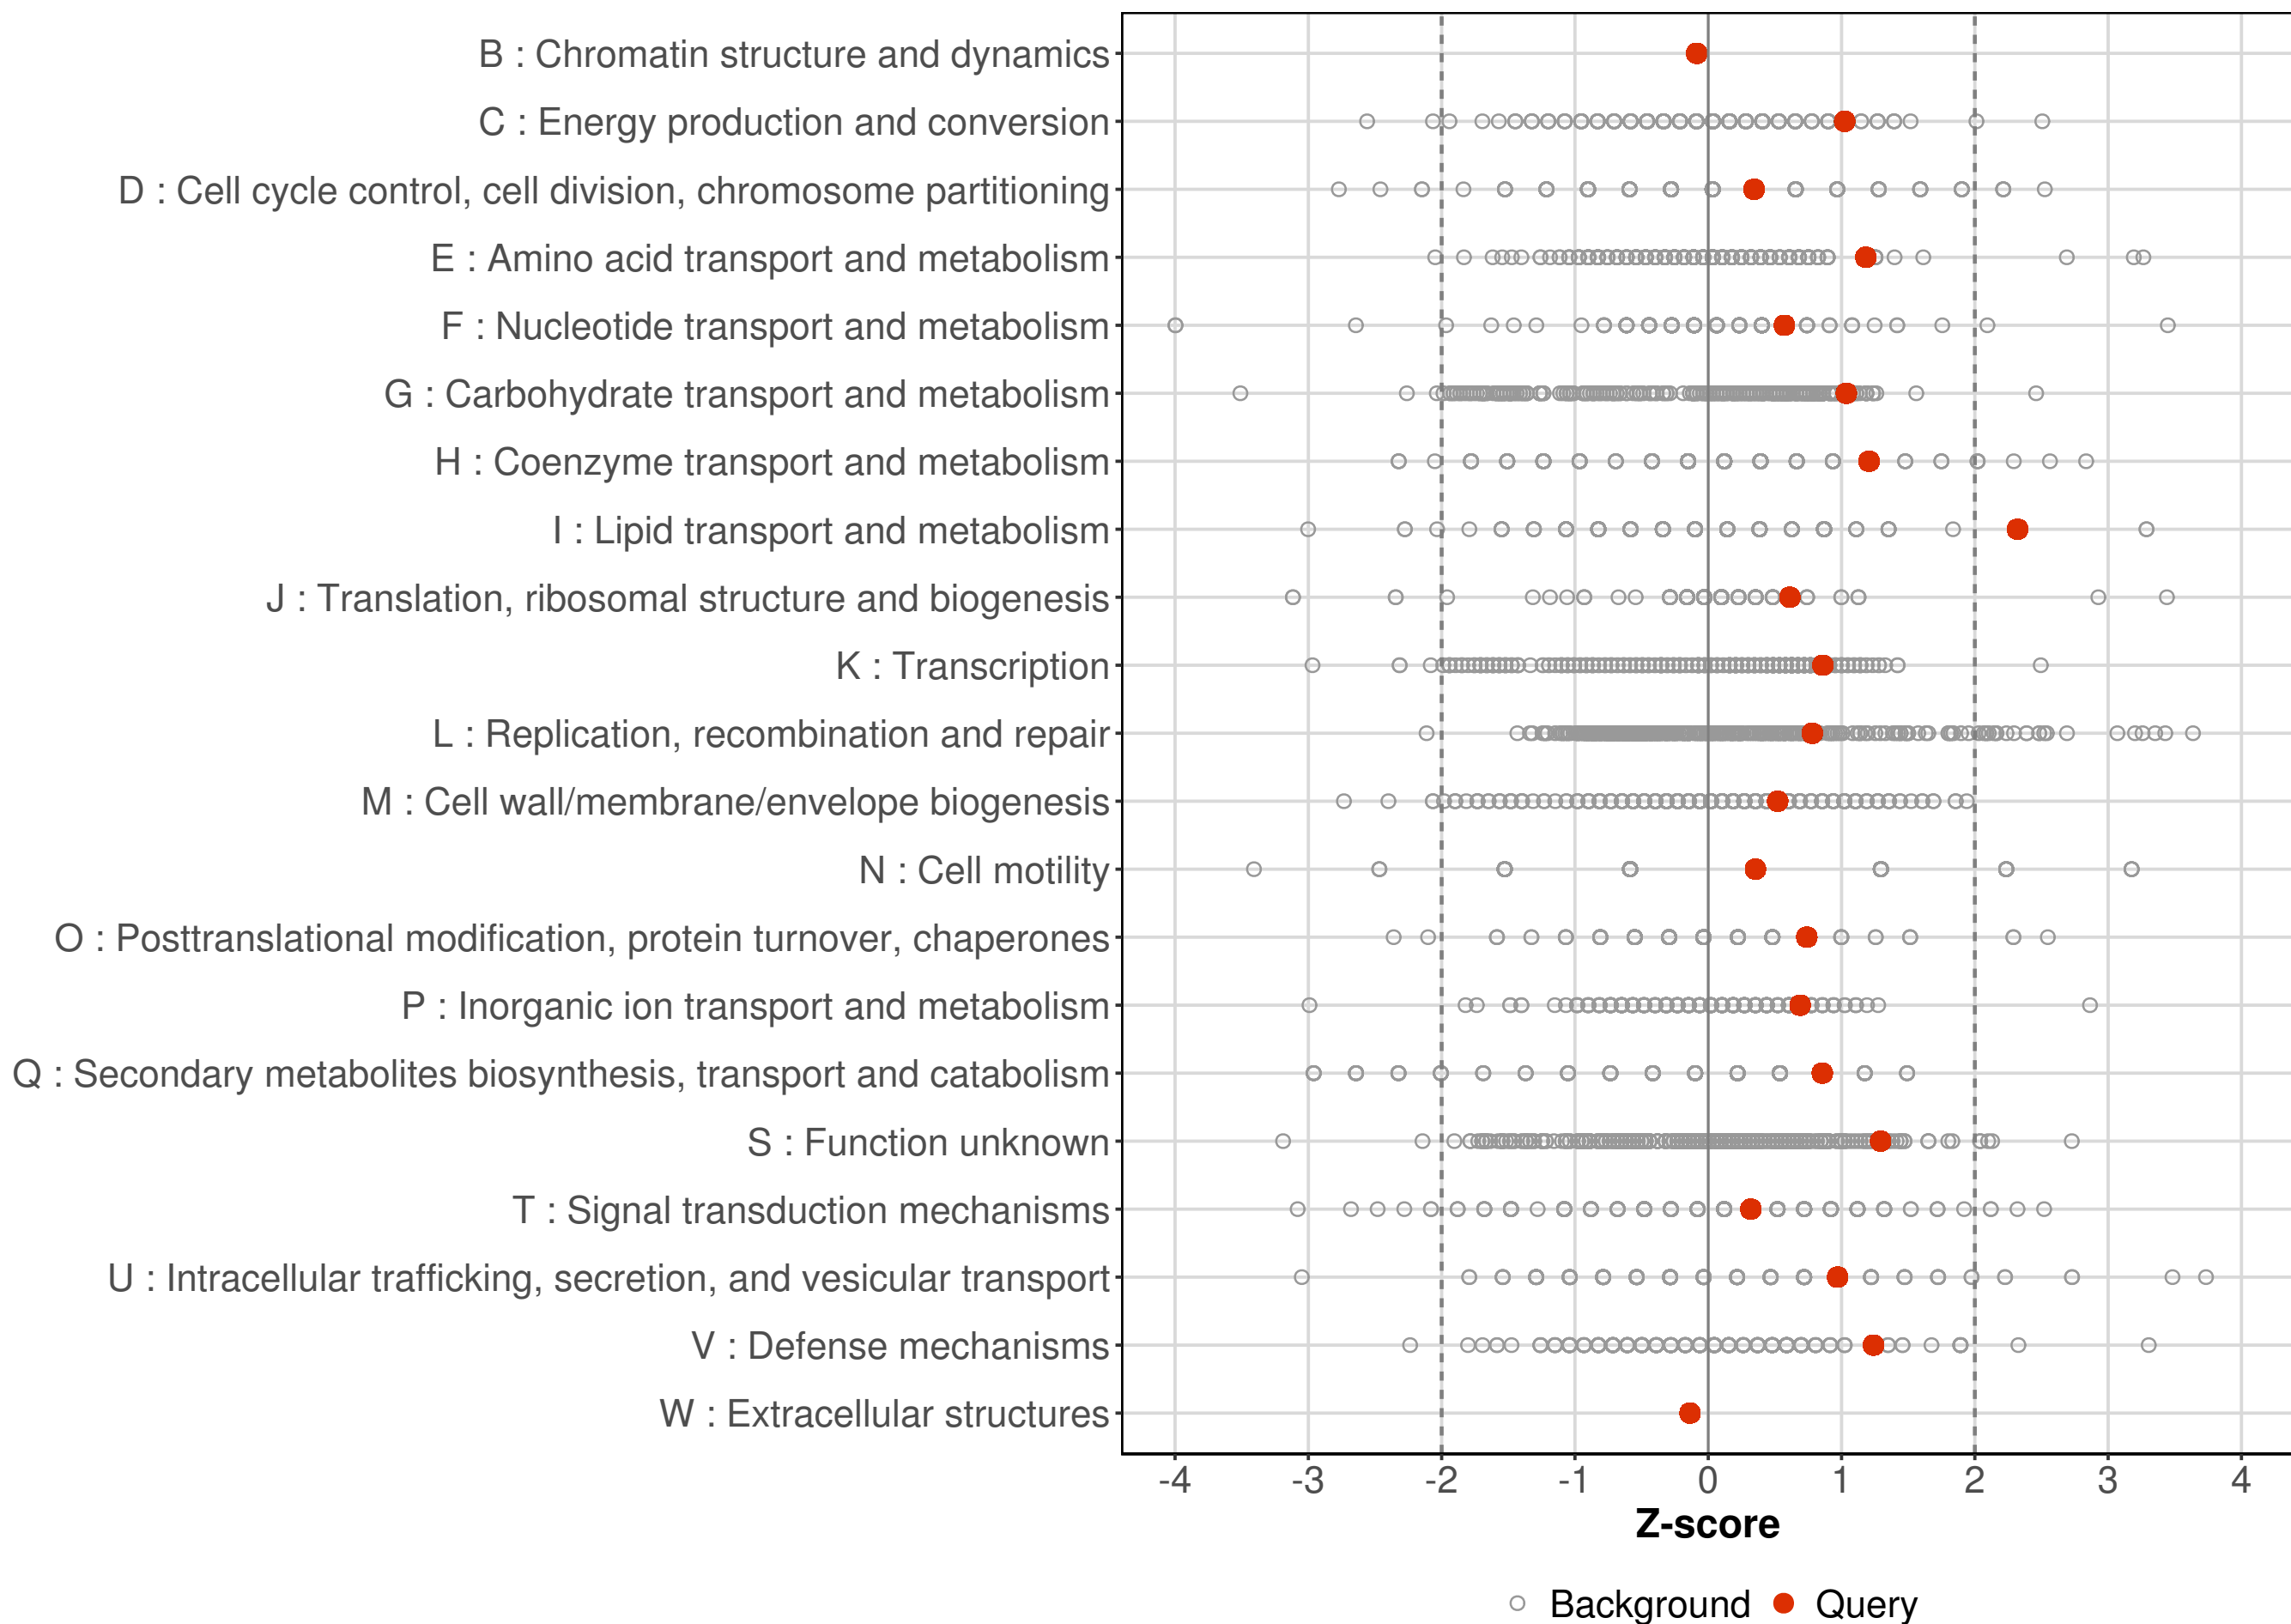 B : Chromatin structure and dynamics
C : Energy production and conversion
D : Cell cycle control, cell division, chromosome partitioning
E : Amino acid transport and metabolism
F : Nucleotide transport and metabolism
G : Carbohydrate transport and metabolism
H : Coenzyme transport and metabolism
I : Lipid transport and metabolism
J : Translation, ribosomal structure and biogenesis
K : Transcription
L : Replication, recombination and repair
M : Cell wall/membrane/envelope biogenesis
N : Cell motility
O : Posttranslational modification, protein turnover, chaperones
P : Inorganic ion transport and metabolism
Q : Secondary metabolites biosynthesis, transport and catabolism
S : Function unknown
T : Signal transduction mechanisms
U : Intracellular trafficking, secretion, and vesicular transport
V : Defense mechanisms
W : Extracellular structures
-4 -3 -2 -1 0 1 2 3 4
Z-score
Background Query